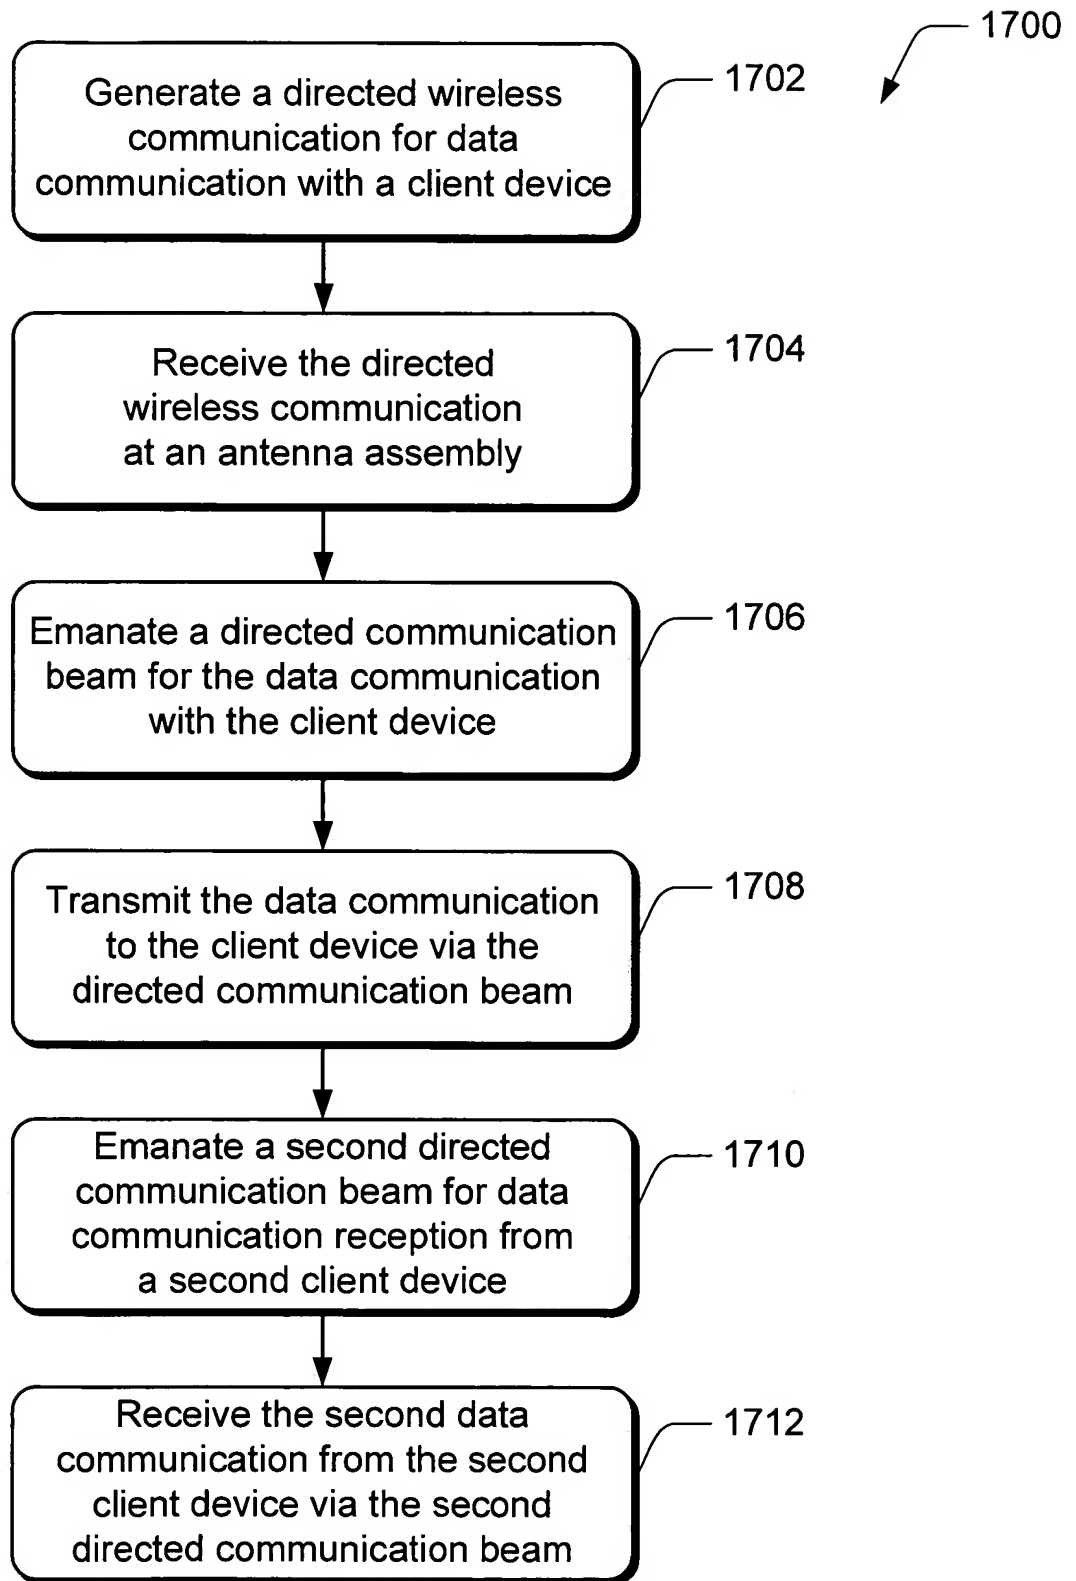 1700
Generate a directed wireless
communication for data
communication with a client device
1702
Receive the directed
wireless communication
at an antenna assembly
1704
Emanate a directed communication
beam for the data communication
with the client device
1706
Transmit the data communication
to the client device via the
directed communication beam
1708
Emanate a second directed
communication beam for data
communication reception from
a second client device
1710
Receive the second data
communication from the second
client device via the second
directed communication beam
1712